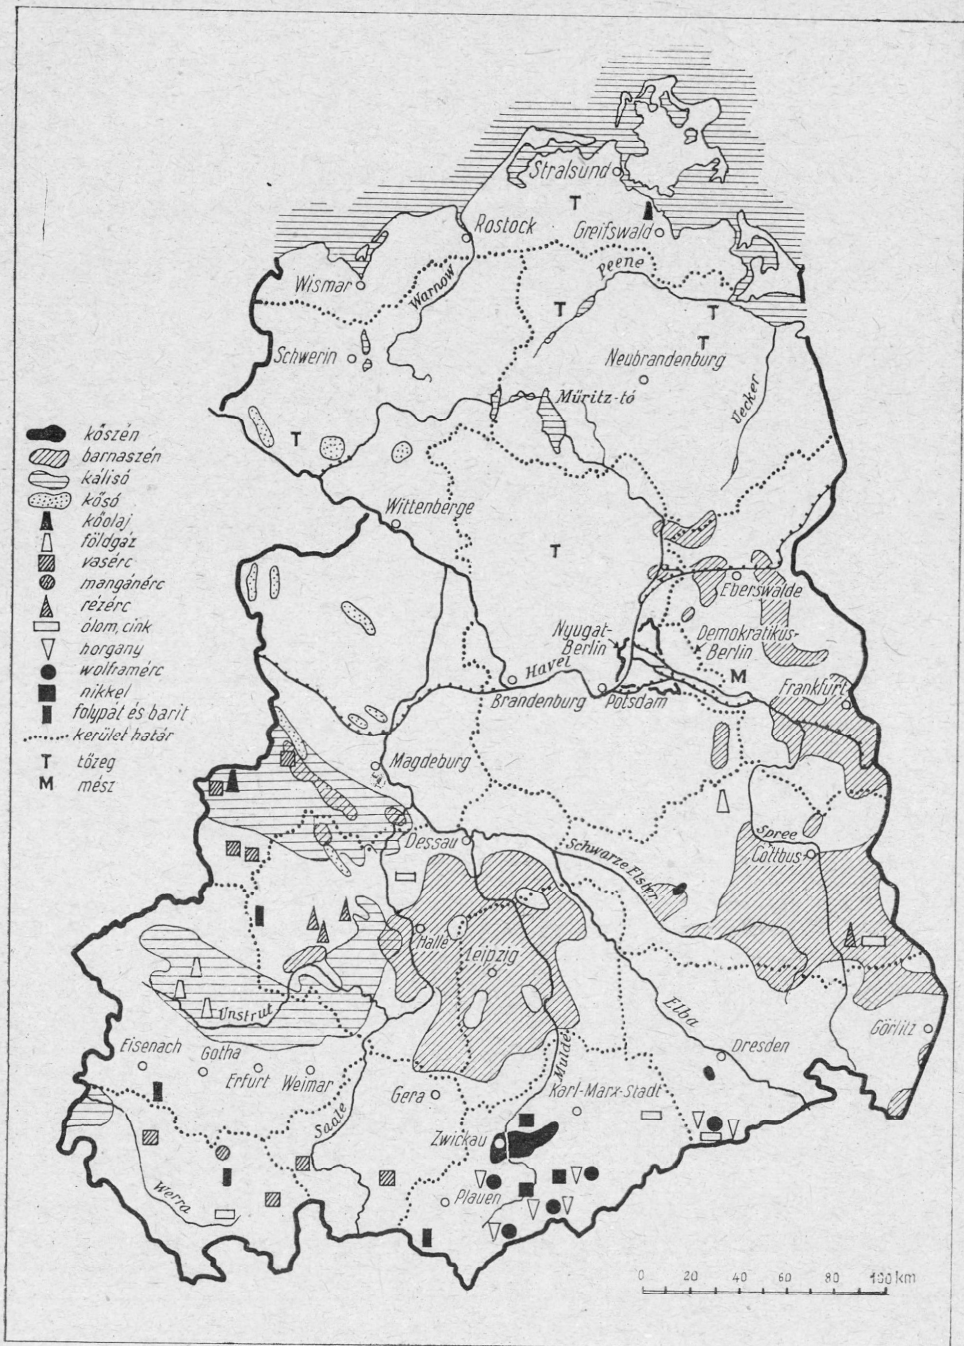 Stralsund
T
Rostock
Greifswald
Wismar
Warnow
Peene
T
T
T
Schwerin
Neubrandenburg
Müritz-tó
Uecker
T
kőszén
barnaszén
kálisó
kősó
kőolaj
földgáz
vasérc
mangánérc
rézérc
ólom, cink
horgany
wolframérc
nikkel
folypát és barit
kerület határ
T tőzeg
M mész
Wittenberge
T
Eberswalde
Nyugat-
Berlin
Demokratikus-
Berlin
Havel
M
Brandenburg
Potsdam
Frankfurt
Magdeburg
Dessau
Schwarze Elster
Spree
Cottbus
Halle
Leipzig
Unstrut
Elba
Görlitz
Eisenach
Gotha
Erfurt
Weimar
Mulde
Dresden
Gera
Karl-Marx-Stadt
Saale
Zwickau
Werra
Plauen
0 20 40 60 80 100 km